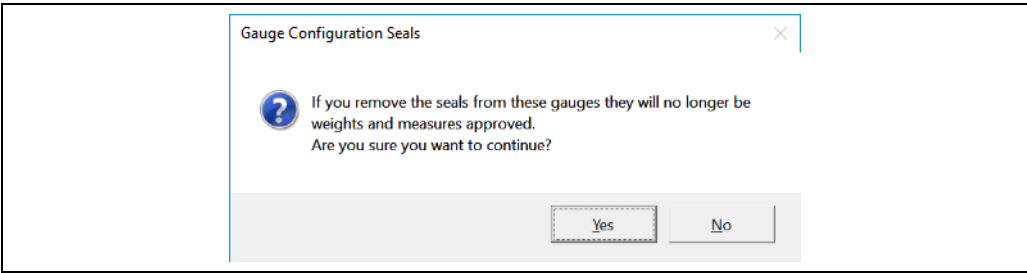 Gauge Configuration Seals
If you remove the seals from these gauges they will no longer be
weights and measures approved.
Are you sure you want to continue?
Yes No